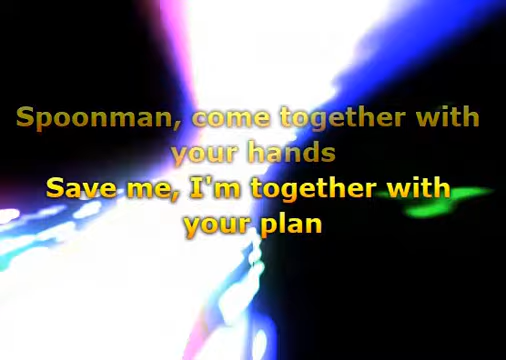 Spoonman, come together with
your hands
Save me, I'm together with
your plan